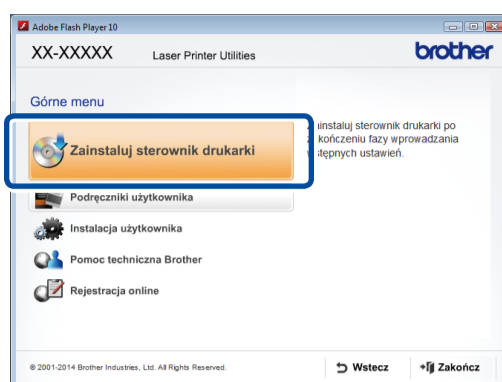 Adobe Flash Player 10
XX-XXXXX
Laser Printer Utilities
brother
Górne menu
Zainstaluj sterownik drukarki
instaluj sterownik drukarki po
kończeniu fazy wprowadzania
stępnych ustawień.
Podręczniki użytkownika
Instalacja użytkownika
Pomoc techniczna Brother
Rejestracja online
© 2001-2014 Brother Industries, Ltd. All Rights Reserved.
Wstecz
Zakończ